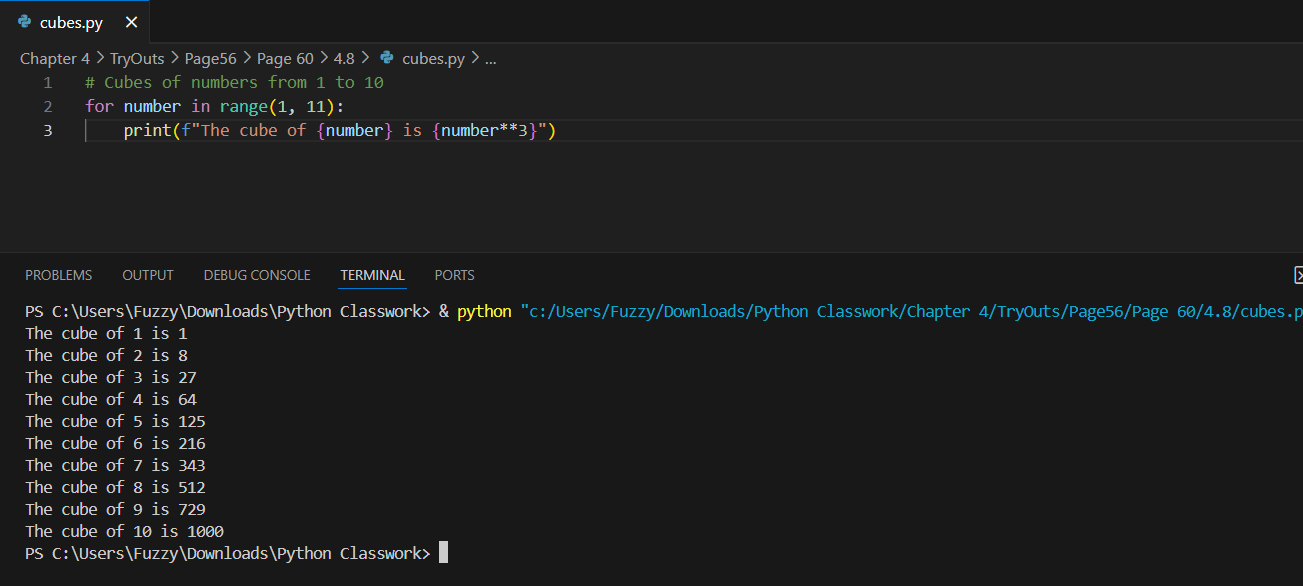 cubes.py
Chapter 4 > TryOuts > Page56 > Page 60 > 4.8 > cubes.py > ...
1 # Cubes of numbers from 1 to 10
2 for number in range(1, 11):
3     print(f"The cube of {number} is {number**3}")
PROBLEMS OUTPUT DEBUG CONSOLE TERMINAL PORTS
PS C:\Users\Fuzzy\Downloads\Python Classwork> & python "c:/Users/Fuzzy/Downloads/Python Classwork/Chapter 4/TryOuts/Page56/Page 60/4.8/cubes.p
The cube of 1 is 1
The cube of 2 is 8
The cube of 3 is 27
The cube of 4 is 64
The cube of 5 is 125
The cube of 6 is 216
The cube of 7 is 343
The cube of 8 is 512
The cube of 9 is 729
The cube of 10 is 1000
PS C:\Users\Fuzzy\Downloads\Python Classwork>